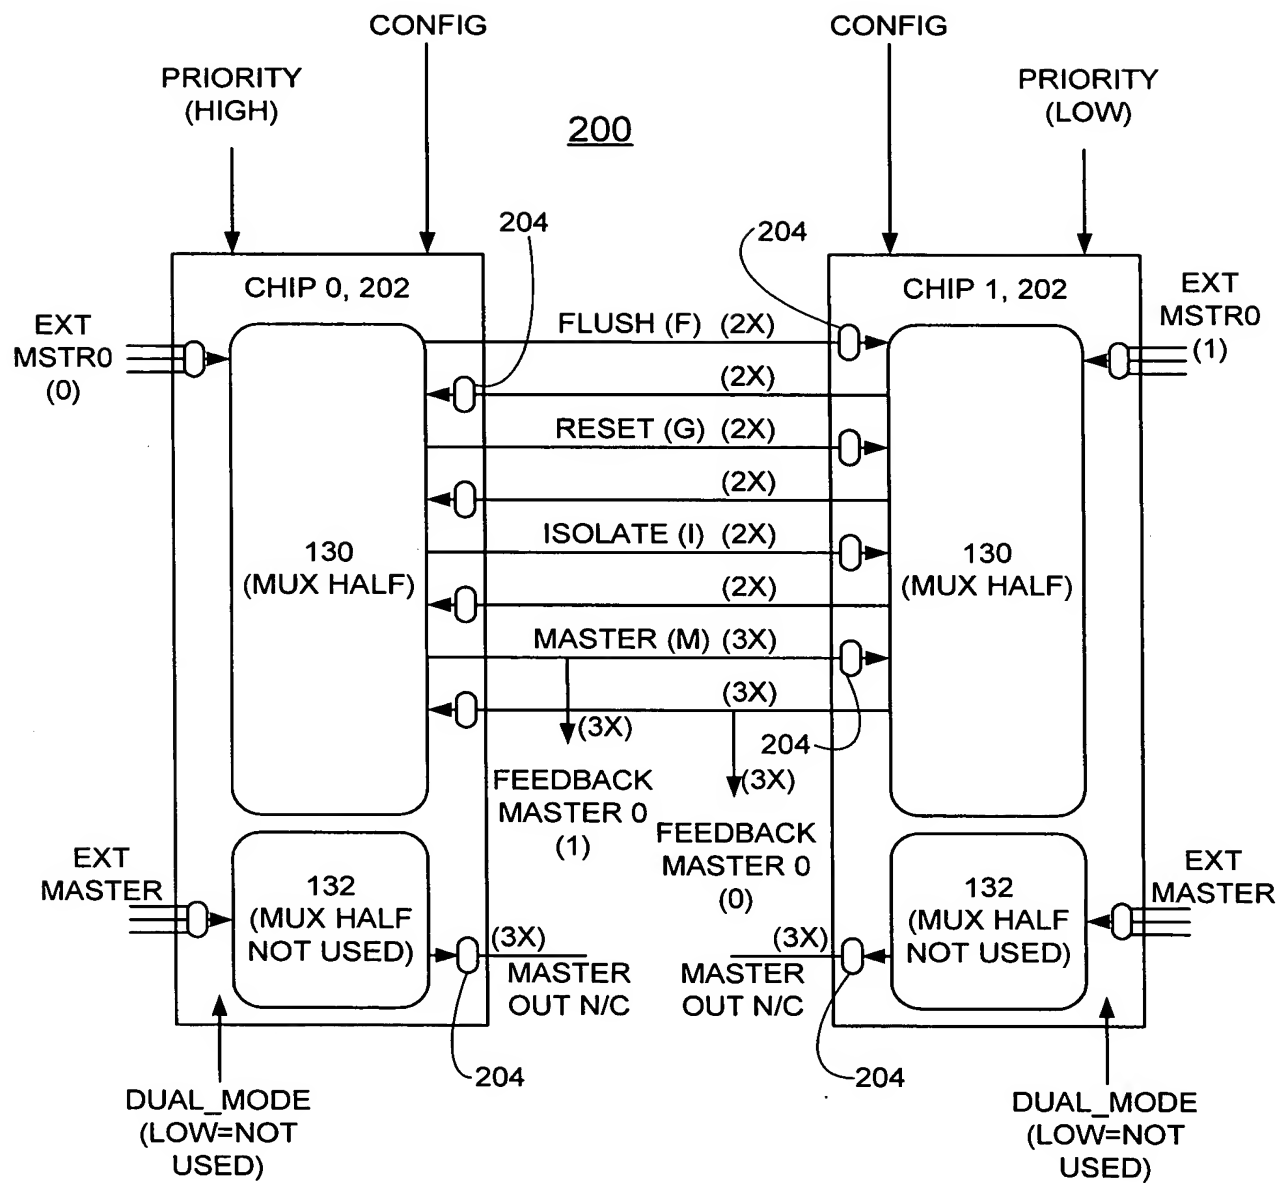 CONFIG
CONFIG
PRIORITY
(HIGH)
PRIORITY
(LOW)
200
204
204
CHIP 0, 202
CHIP 1, 202
EXT
MSTR0
(0)
EXT
MSTR0
(1)
FLUSH (F) (2X)
(2X)
RESET (G) (2X)
(2X)
ISOLATE (I) (2X)
(2X)
MASTER (M) (3X)
(3X)
130
(MUX HALF)
130
(MUX HALF)
(3X)
204
(3X)
FEEDBACK
MASTER 0
(1)
FEEDBACK
MASTER 0
(0)
EXT
MASTER
EXT
MASTER
132
(MUX HALF
NOT USED)
132
(MUX HALF
NOT USED)
(3X)
MASTER
OUT N/C
(3X)
MASTER
OUT N/C
204
204
DUAL_MODE
(LOW=NOT
USED)
DUAL_MODE
(LOW=NOT
USED)